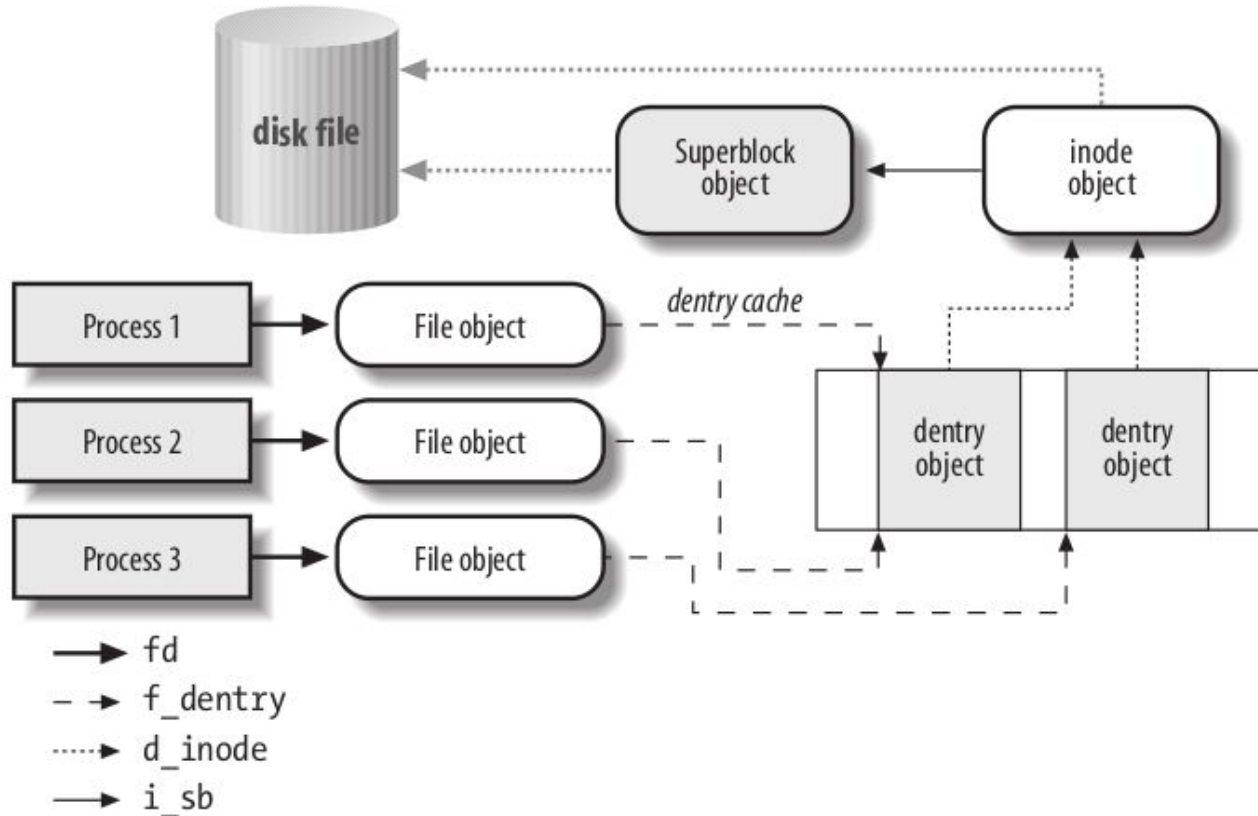 disk file
Superblock
object
inode
object
Process 1
File object
dentry cache
Process 2
File object
dentry
object
dentry
object
Process 3
File object
fd
f_dentry
d_inode
i_sb